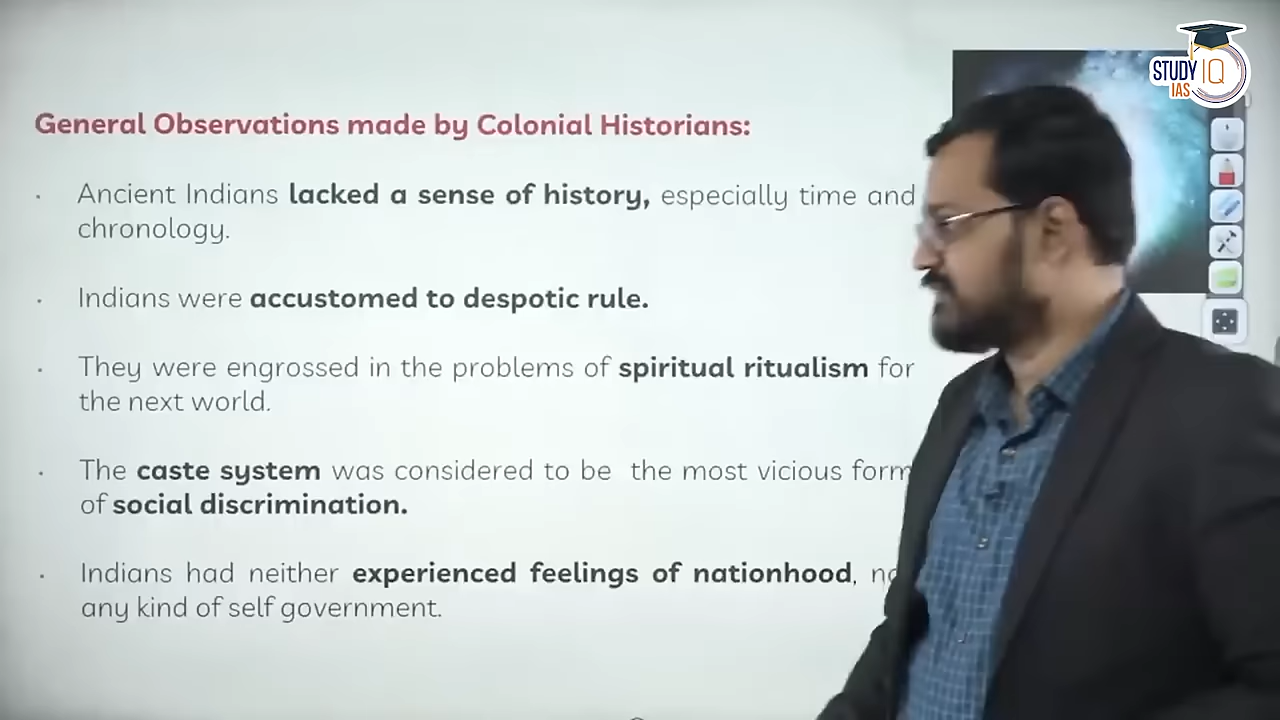 STUDY IQ
IAS
General Observations made by Colonial Historians:
· Ancient Indians lacked a sense of history, especially time and
chronology.
· Indians were accustomed to despotic rule.
· They were engrossed in the problems of spiritual ritualism for
the next world.
· The caste system was considered to be the most vicious form
of social discrimination.
· Indians had neither experienced feelings of nationhood,
any kind of self government.